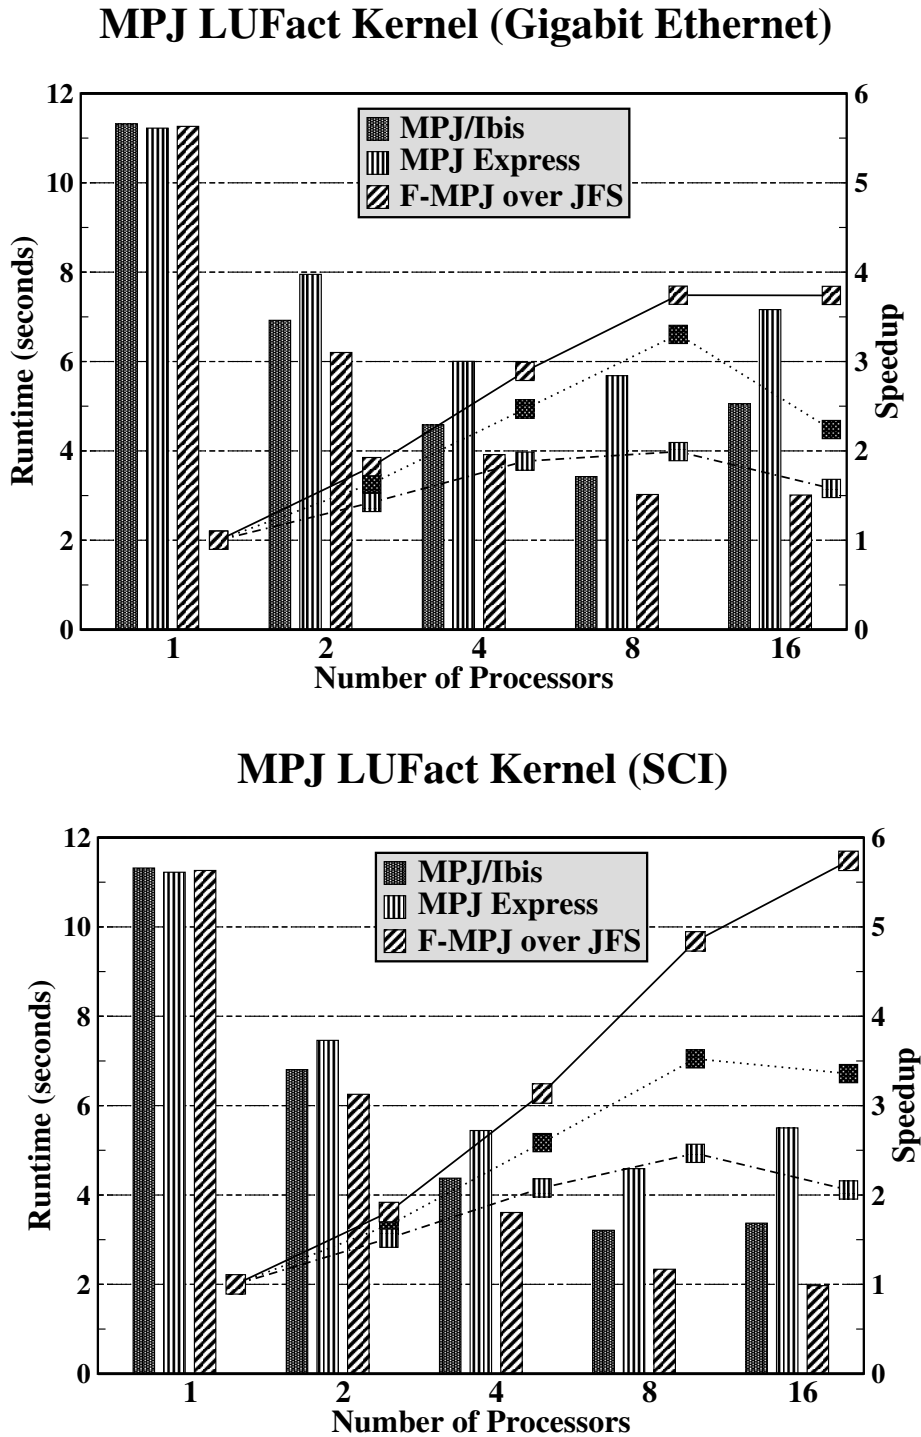 MPJ LUFact Kernel (Gigabit Ethernet)
12
10
8
6
4
2
0
Runtime (seconds)
MPJ/Ibis
MPJ Express
F-MPJ over JFS
6
5
4
3
2
1
0
Speedup
1 2 4 8 16
Number of Processors
MPJ LUFact Kernel (SCI)
12
10
8
6
4
2
0
Runtime (seconds)
MPJ/Ibis
MPJ Express
F-MPJ over JFS
6
5
4
3
2
1
0
Speedup
1 2 4 8 16
Number of Processors